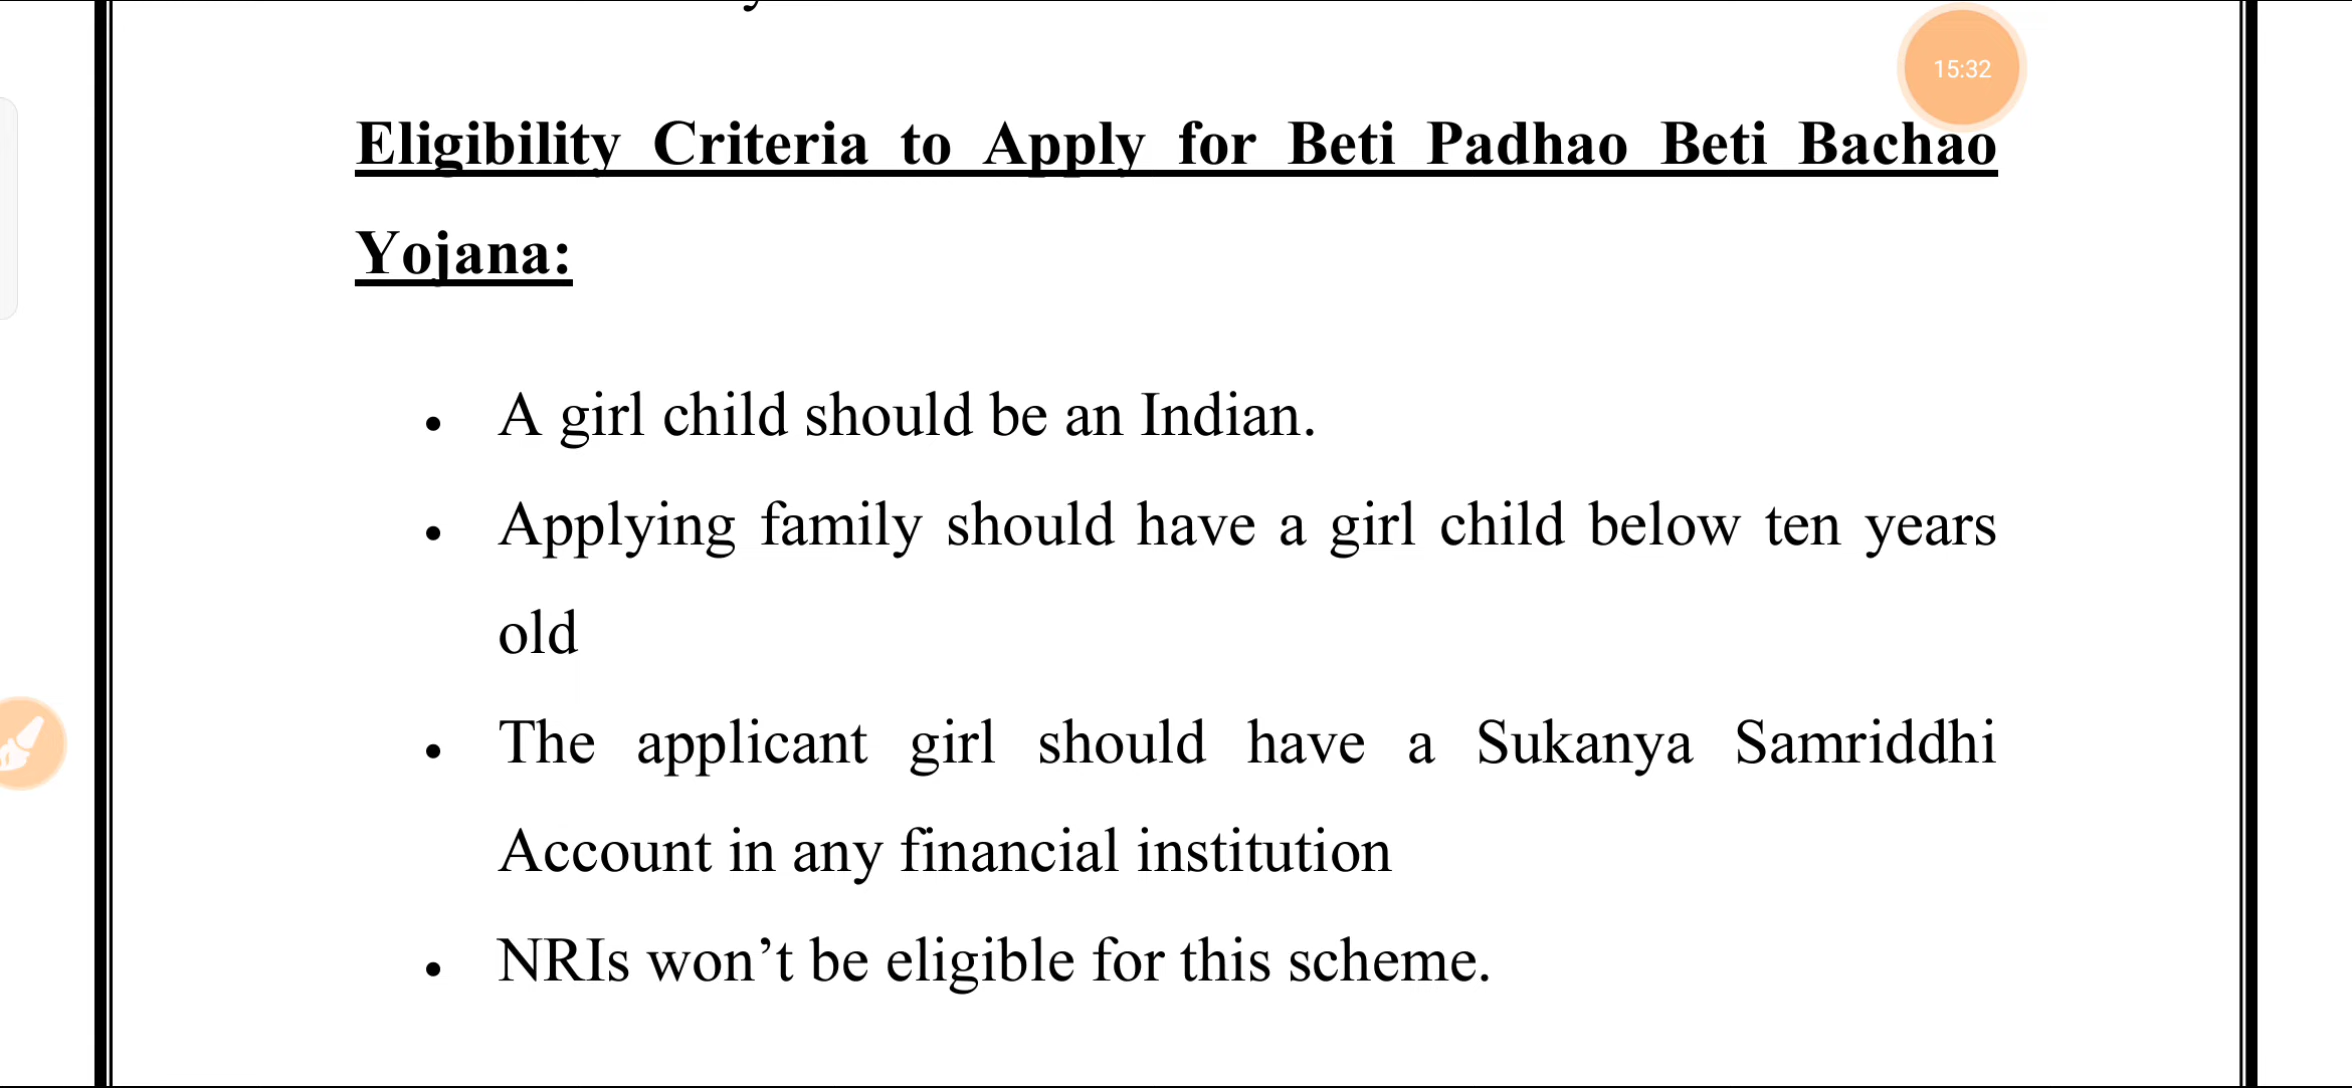 15:32
Eligibility Criteria to Apply for Beti Padhao Beti Bachao
Yojana:
• A girl child should be an Indian.
• Applying family should have a girl child below ten years
old
• The applicant girl should have a Sukanya Samriddhi
Account in any financial institution
• NRIs won’t be eligible for this scheme.